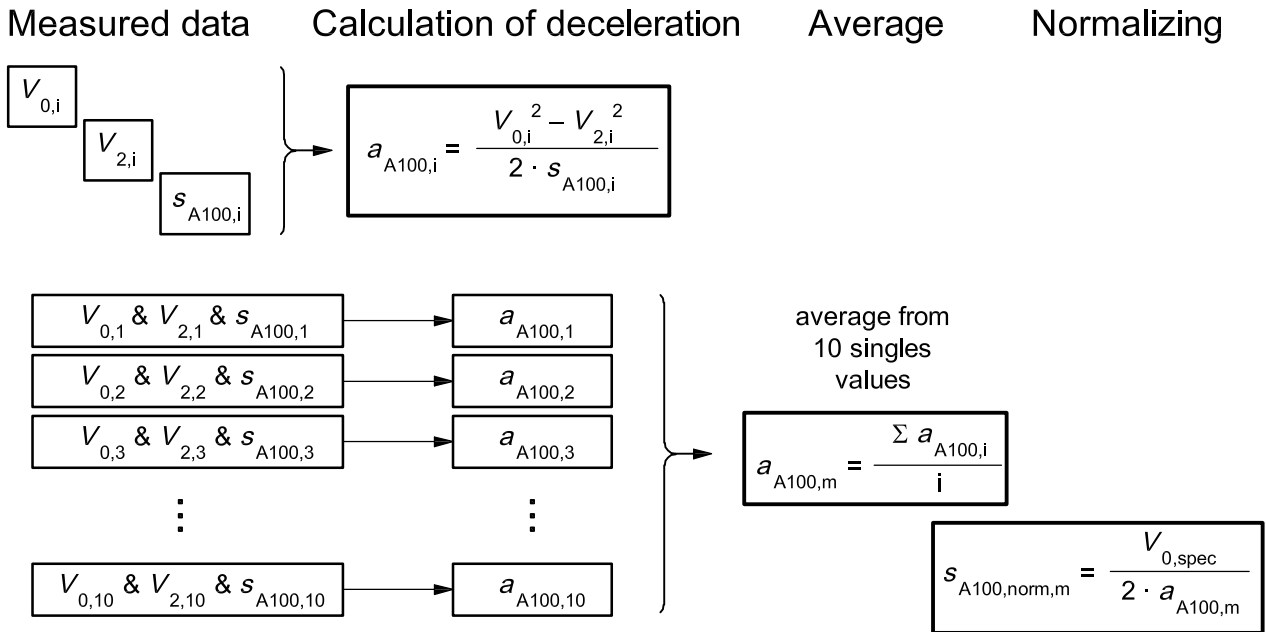 Measured data Calculation of deceleration Average Normalizing
V0,i
V2,i
sA100,i
aA100,i = (V0,i² – V2,i²) / (2 · sA100,i)
V0,1 & V2,1 & sA100,1 aA100,1
V0,2 & V2,2 & sA100,2 aA100,2
V0,3 & V2,3 & sA100,3 aA100,3
⋮ ⋮
V0,10 & V2,10 & sA100,10 aA100,10
average from
10 singles
values
aA100,m = Σ aA100,i / i
sA100,norm,m = V0,spec / (2 · aA100,m)